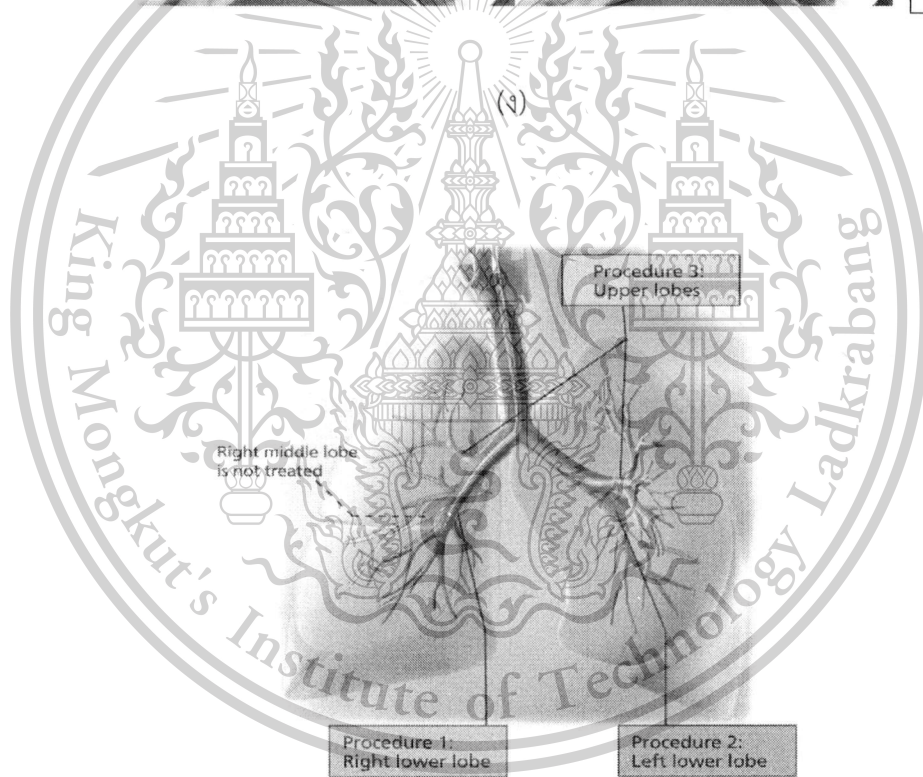 (ง)
Procedure 3:
Upper lobes
Right middle lobe
is not treated
Procedure 1:
Right lower lobe
Procedure 2:
Left lower lobe
King Mongkut's Institute of Technology Ladkrabang